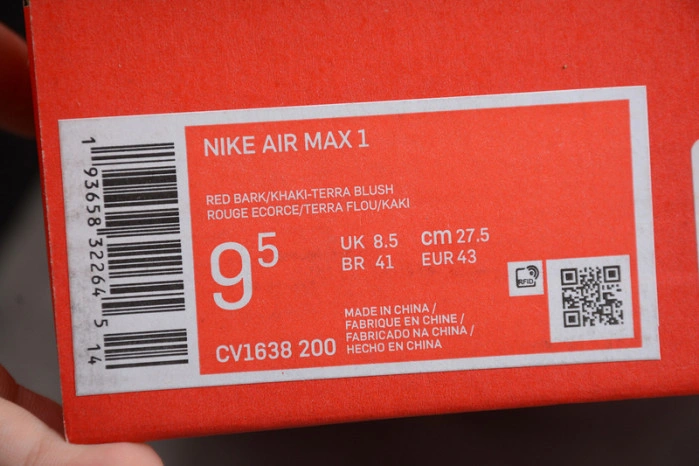 NIKE AIR MAX 1
RED BARK/KHAKI-TERRA BLUSH
ROUGE ECORCE/TERRA FLOU/KAKI
9 5
UK 8.5 cm 27.5
BR 41 EUR 43
RFID
MADE IN CHINA /
FABRIQUE EN CHINE /
FABRICADO NA CHINA /
HECHO EN CHINA
CV1638 200
1 93658 32264 5 14